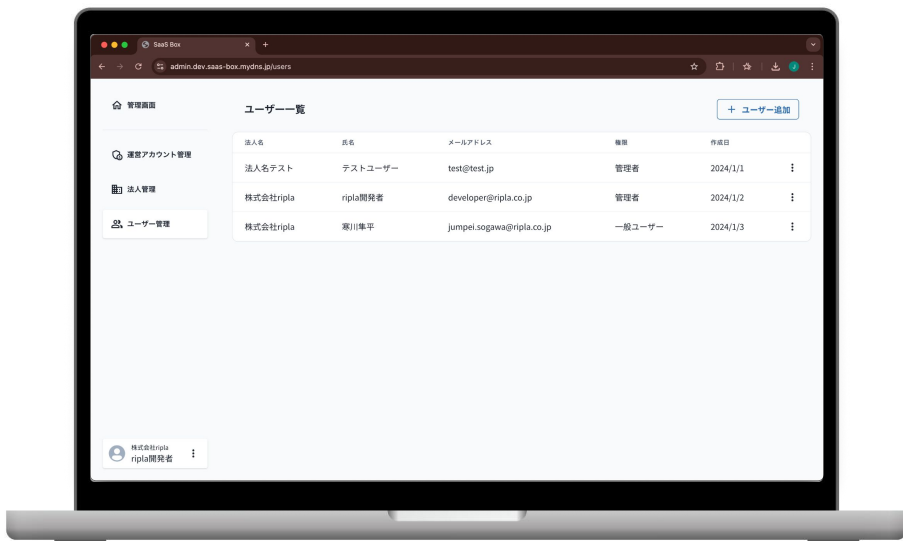 SaaS Box
admin.dev.saas-box.mydns.jp/users
管理画面
運営アカウント管理
法人管理
ユーザー管理
ユーザー一覧
+ ユーザー追加
法人名 氏名 メールアドレス 権限 作成日
法人名テスト テストユーザー test@test.jp 管理者 2024/1/1
株式会社ripla ripla開発者 developer@ripla.co.jp 管理者 2024/1/2
株式会社ripla 寒川隼平 jumpei.sogawa@ripla.co.jp 一般ユーザー 2024/1/3
株式会社ripla
ripla開発者